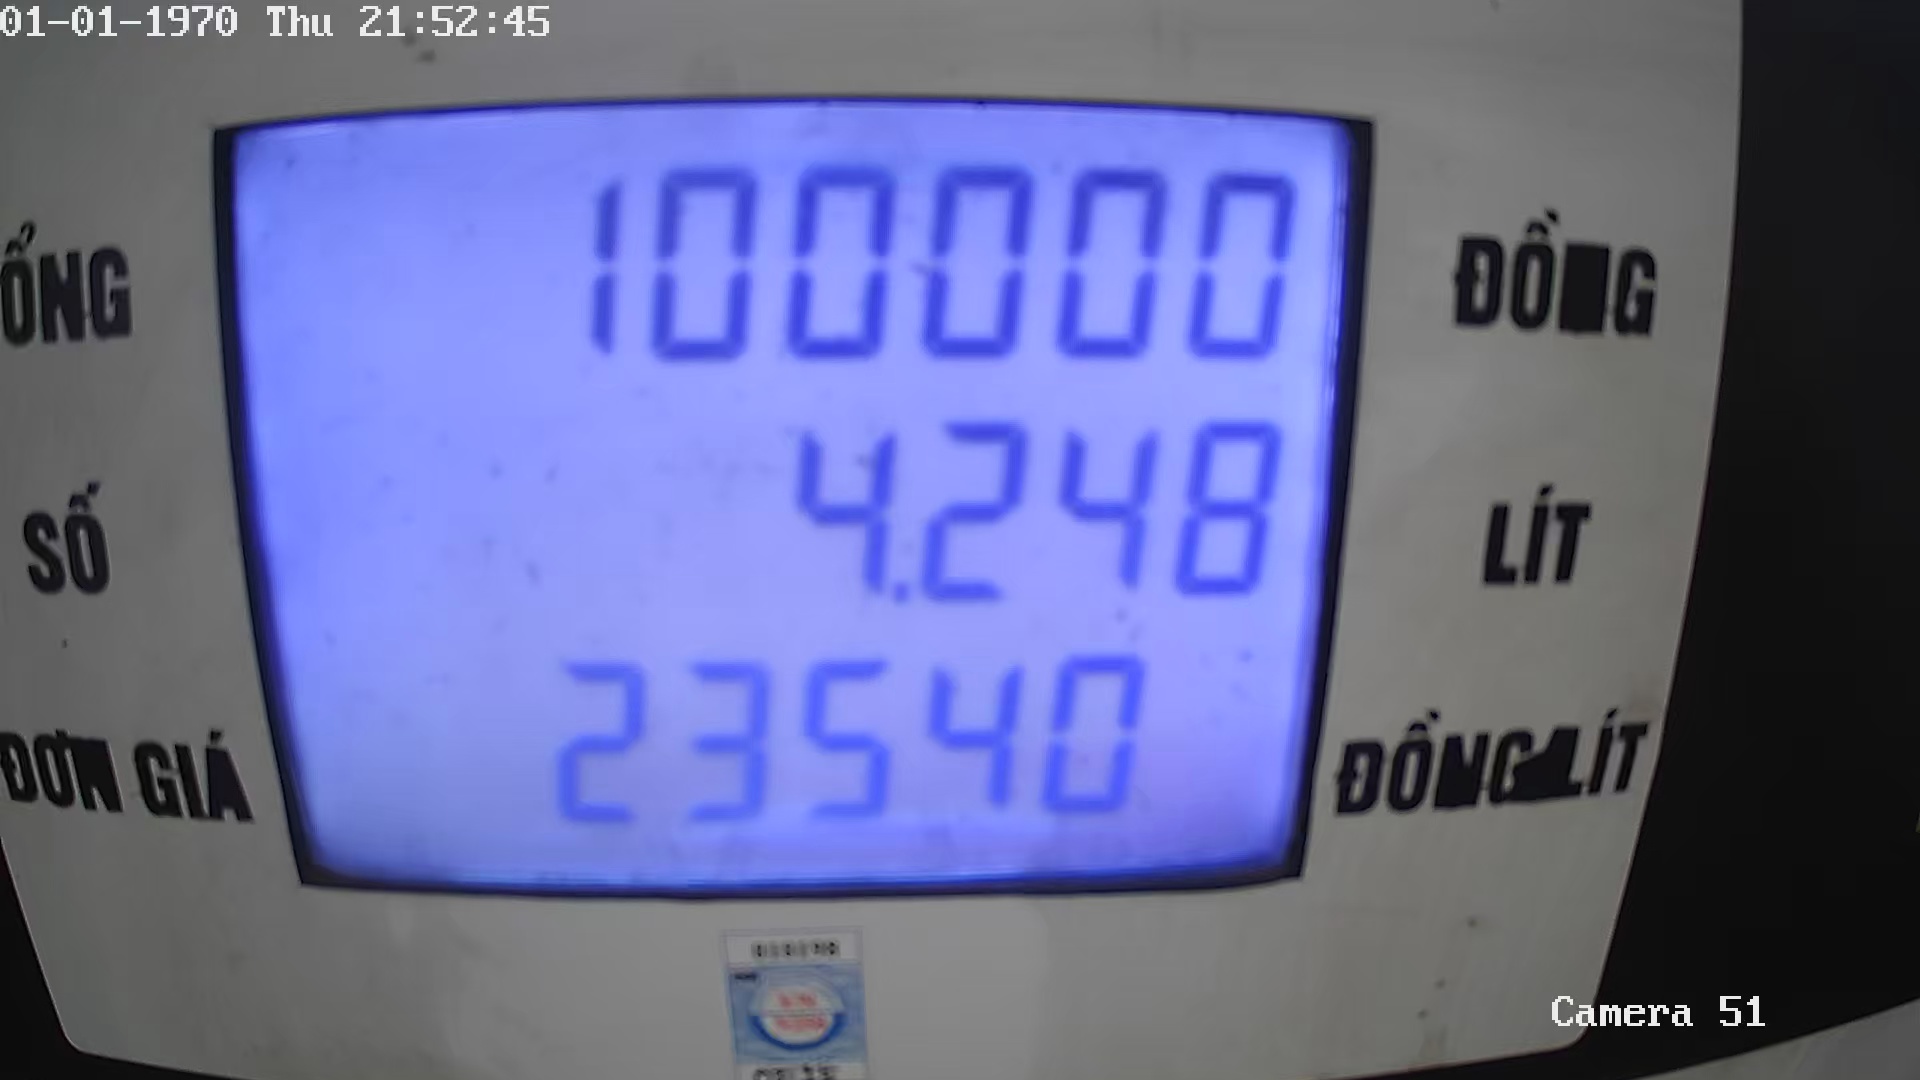 01-01-1970 Thu 21:52:45
ỔNG 100000 ĐỒNG
SỐ 4.248 LÍT
ĐƠN GIÁ 23540 ĐỒNG/LÍT
Camera 51